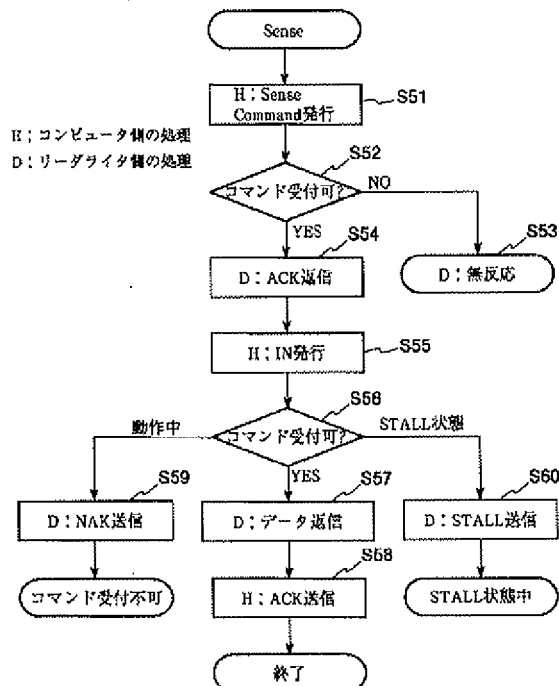 Sense
H:Sense
Command発行
S51
H;コンピュータ側の処理
D:リーダライタ側の処理
S52
コマンド受付可?
NO
YES
S54
S53
D:ACK返信
D:無反応
S55
H:IN発行
S56
動作中
コマンド受付可?
STALL状態
YES
S59
S57
S60
D:NAK送信
D:データ返信
D:STALL送信
S58
コマンド受付不可
H:ACK送信
STALL状態中
終了